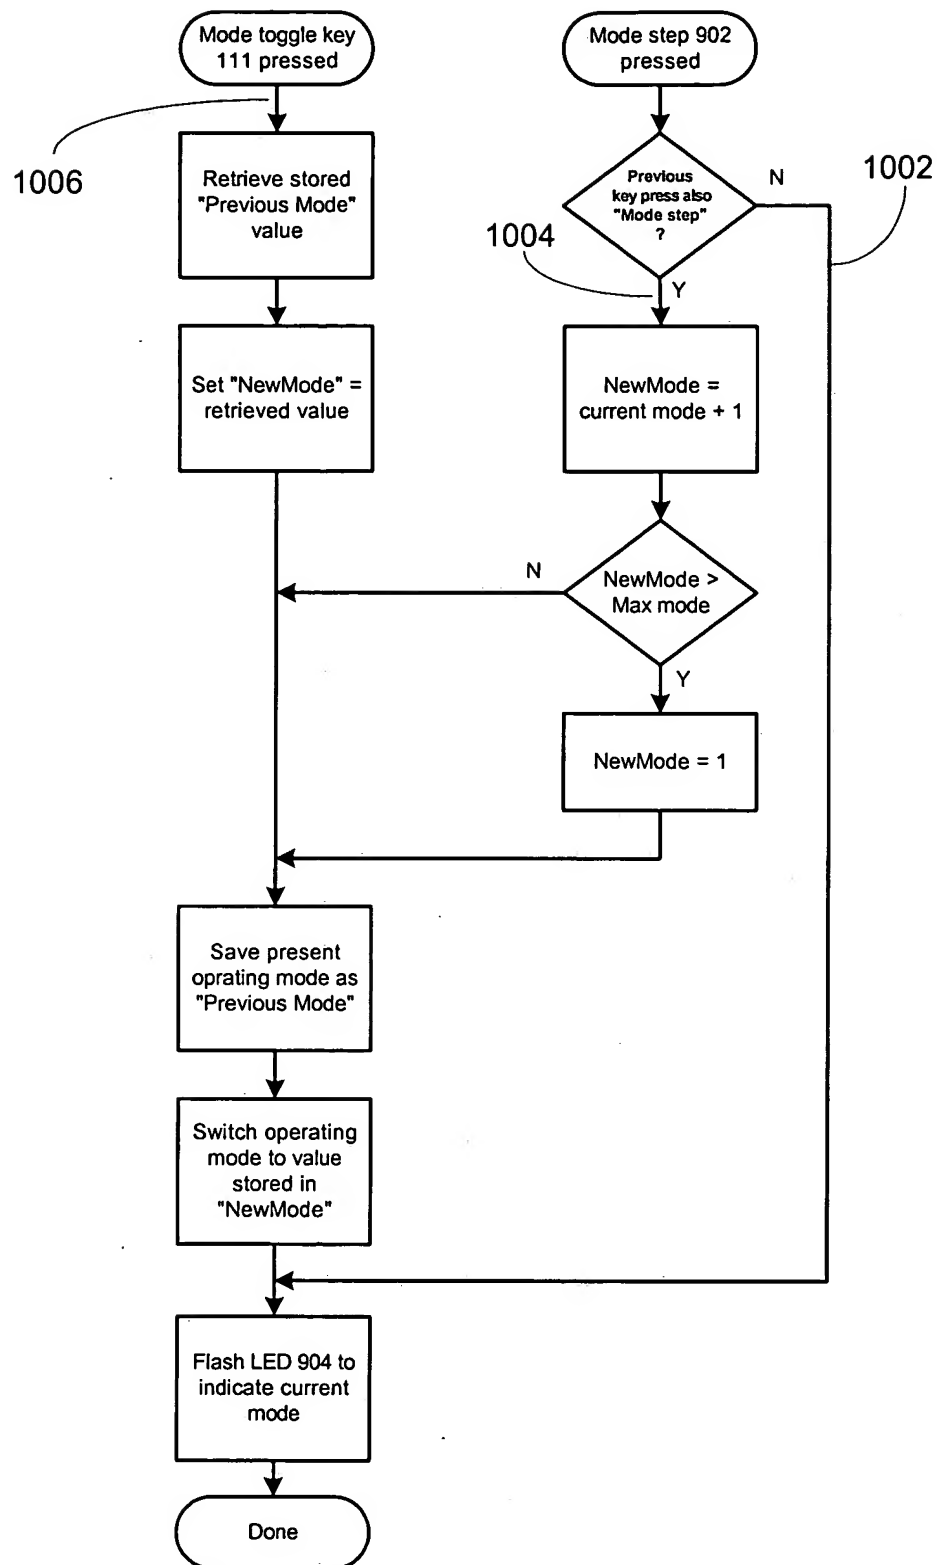 Mode toggle key
111 pressed
1006
Retrieve stored
"Previous Mode"
value
Set "NewMode" =
retrieved value
Mode step 902
pressed
Previous
key press also
"Mode step"
?
N
1002
1004
Y
NewMode =
current mode + 1
NewMode >
Max mode
N
Y
NewMode = 1
Save present
oprating mode as
"Previous Mode"
Switch operating
mode to value
stored in
"NewMode"
Flash LED 904 to
indicate current
mode
Done